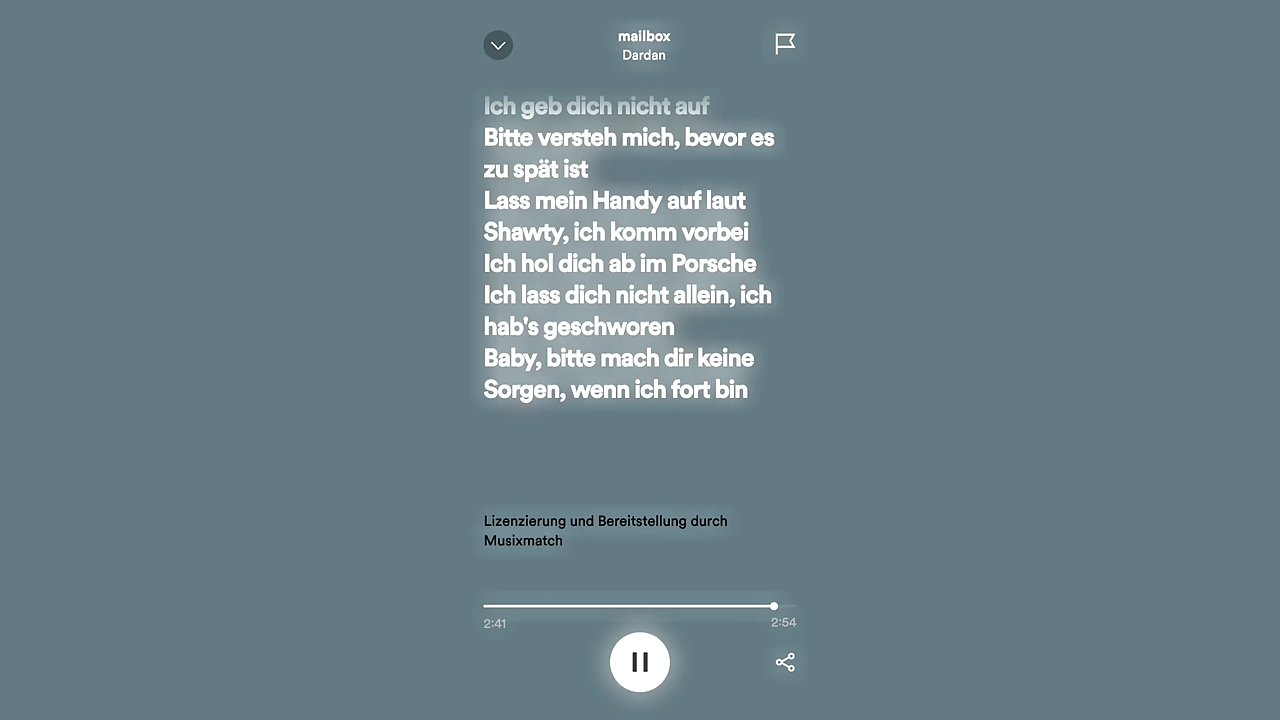 mailbox
Dardan
Ich geb dich nicht auf
Bitte versteh mich, bevor es
zu spät ist
Lass mein Handy auf laut
Shawty, ich komm vorbei
Ich hol dich ab im Porsche
Ich lass dich nicht allein, ich
hab's geschworen
Baby, bitte mach dir keine
Sorgen, wenn ich fort bin
Lizenzierung und Bereitstellung durch
Musixmatch
2:41
2:54